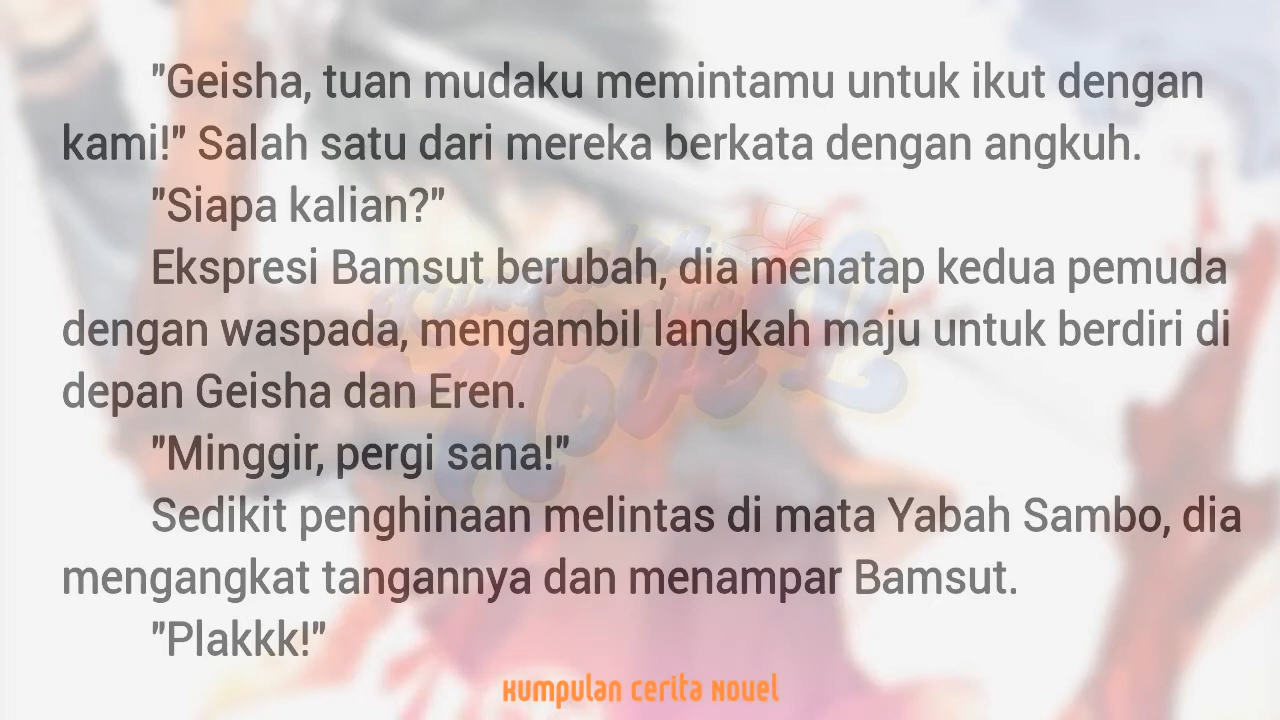 "Geisha, tuan mudaku memintamu untuk ikut dengan
kami!" Salah satu dari mereka berkata dengan angkuh.
"Siapa kalian?"
Ekspresi Bamsut berubah, dia menatap kedua pemuda
dengan waspada, mengambil langkah maju untuk berdiri di
depan Geisha dan Eren.
"Minggir, pergi sana!"
Sedikit penghinaan melintas di mata Yabah Sambo, dia
mengangkat tangannya dan menampar Bamsut.
"Plakkk!"
Kumpulan cerita Novel